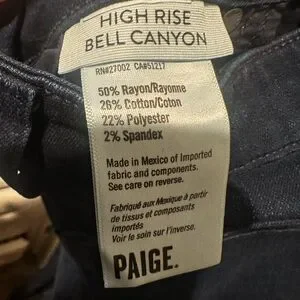 HIGH RISE
BELL CANYON
RN#27002 CA#51217
50% Rayon/Rayonne
26% Cotton/Coton
22% Polyester
2% Spandex
Made in Mexico of Imported
fabric and components.
See care on reverse.
Fabriqué aux Mexique à partir
de tissus et composants
importés
Voir le soin sur l'inverse.
PAIGE.